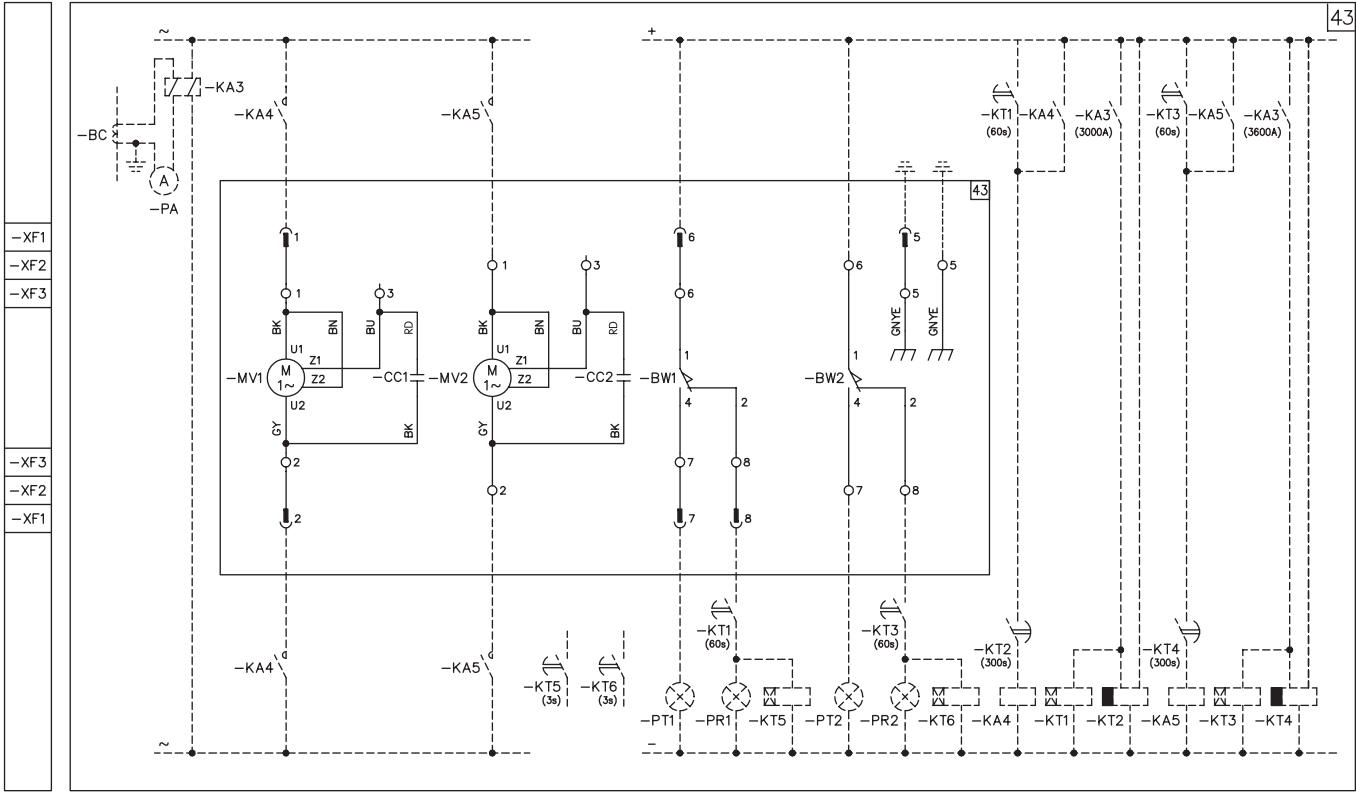 43
~
+
−KA3
−KA4
−KA5
−KT1
(60s)
−KA4
−KA3
(3000A)
−KT3
(60s)
−KA5
−KA3
(3600A)
−BC
A
−PA
43
−XF1
−XF2
−XF3
1
6
5
1
3
6
5
1
3
6
5
BK
BN
BU
RD
BK
BN
BU
RD
GNYE
GNYE
U1
Z1
Z2
U2
M
1~
−MV1
−CC1
U1
Z1
Z2
U2
M
1~
−MV2
−CC2
1
−BW1
4
2
1
−BW2
4
2
GY
BK
GY
BK
−XF3
−XF2
−XF1
2
7
8
2
7
8
2
7
8
−KT1
(60s)
−KT3
(60s)
−KT2
(300s)
−KT4
(300s)
−KA4
−KA5
−KT5
(3s)
−KT6
(3s)
−PT1
−PR1
−KT5
−PT2
−PR2
−KT6
−KA4
−KT1
−KT2
−KA5
−KT3
−KT4
~
−